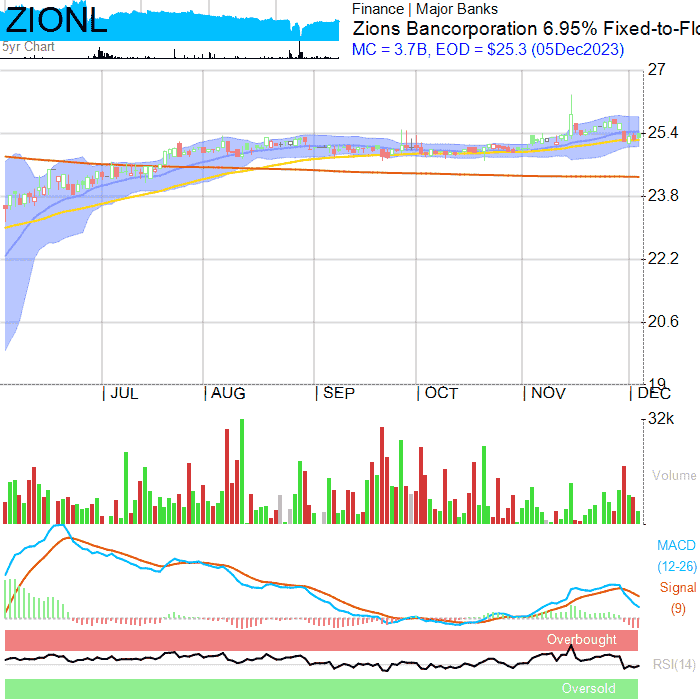 ZIONL
5yr Chart
Finance | Major Banks
Zions Bancorporation 6.95% Fixed-to-Flo
MC = 3.7B, EOD = $25.3 (05Dec2023)
27
25.4
23.8
22.2
20.6
19
JUL AUG SEP OCT NOV DEC
32k
Volume
MACD
(12-26)
Signal
(9)
Overbought
RSI(14)
Oversold